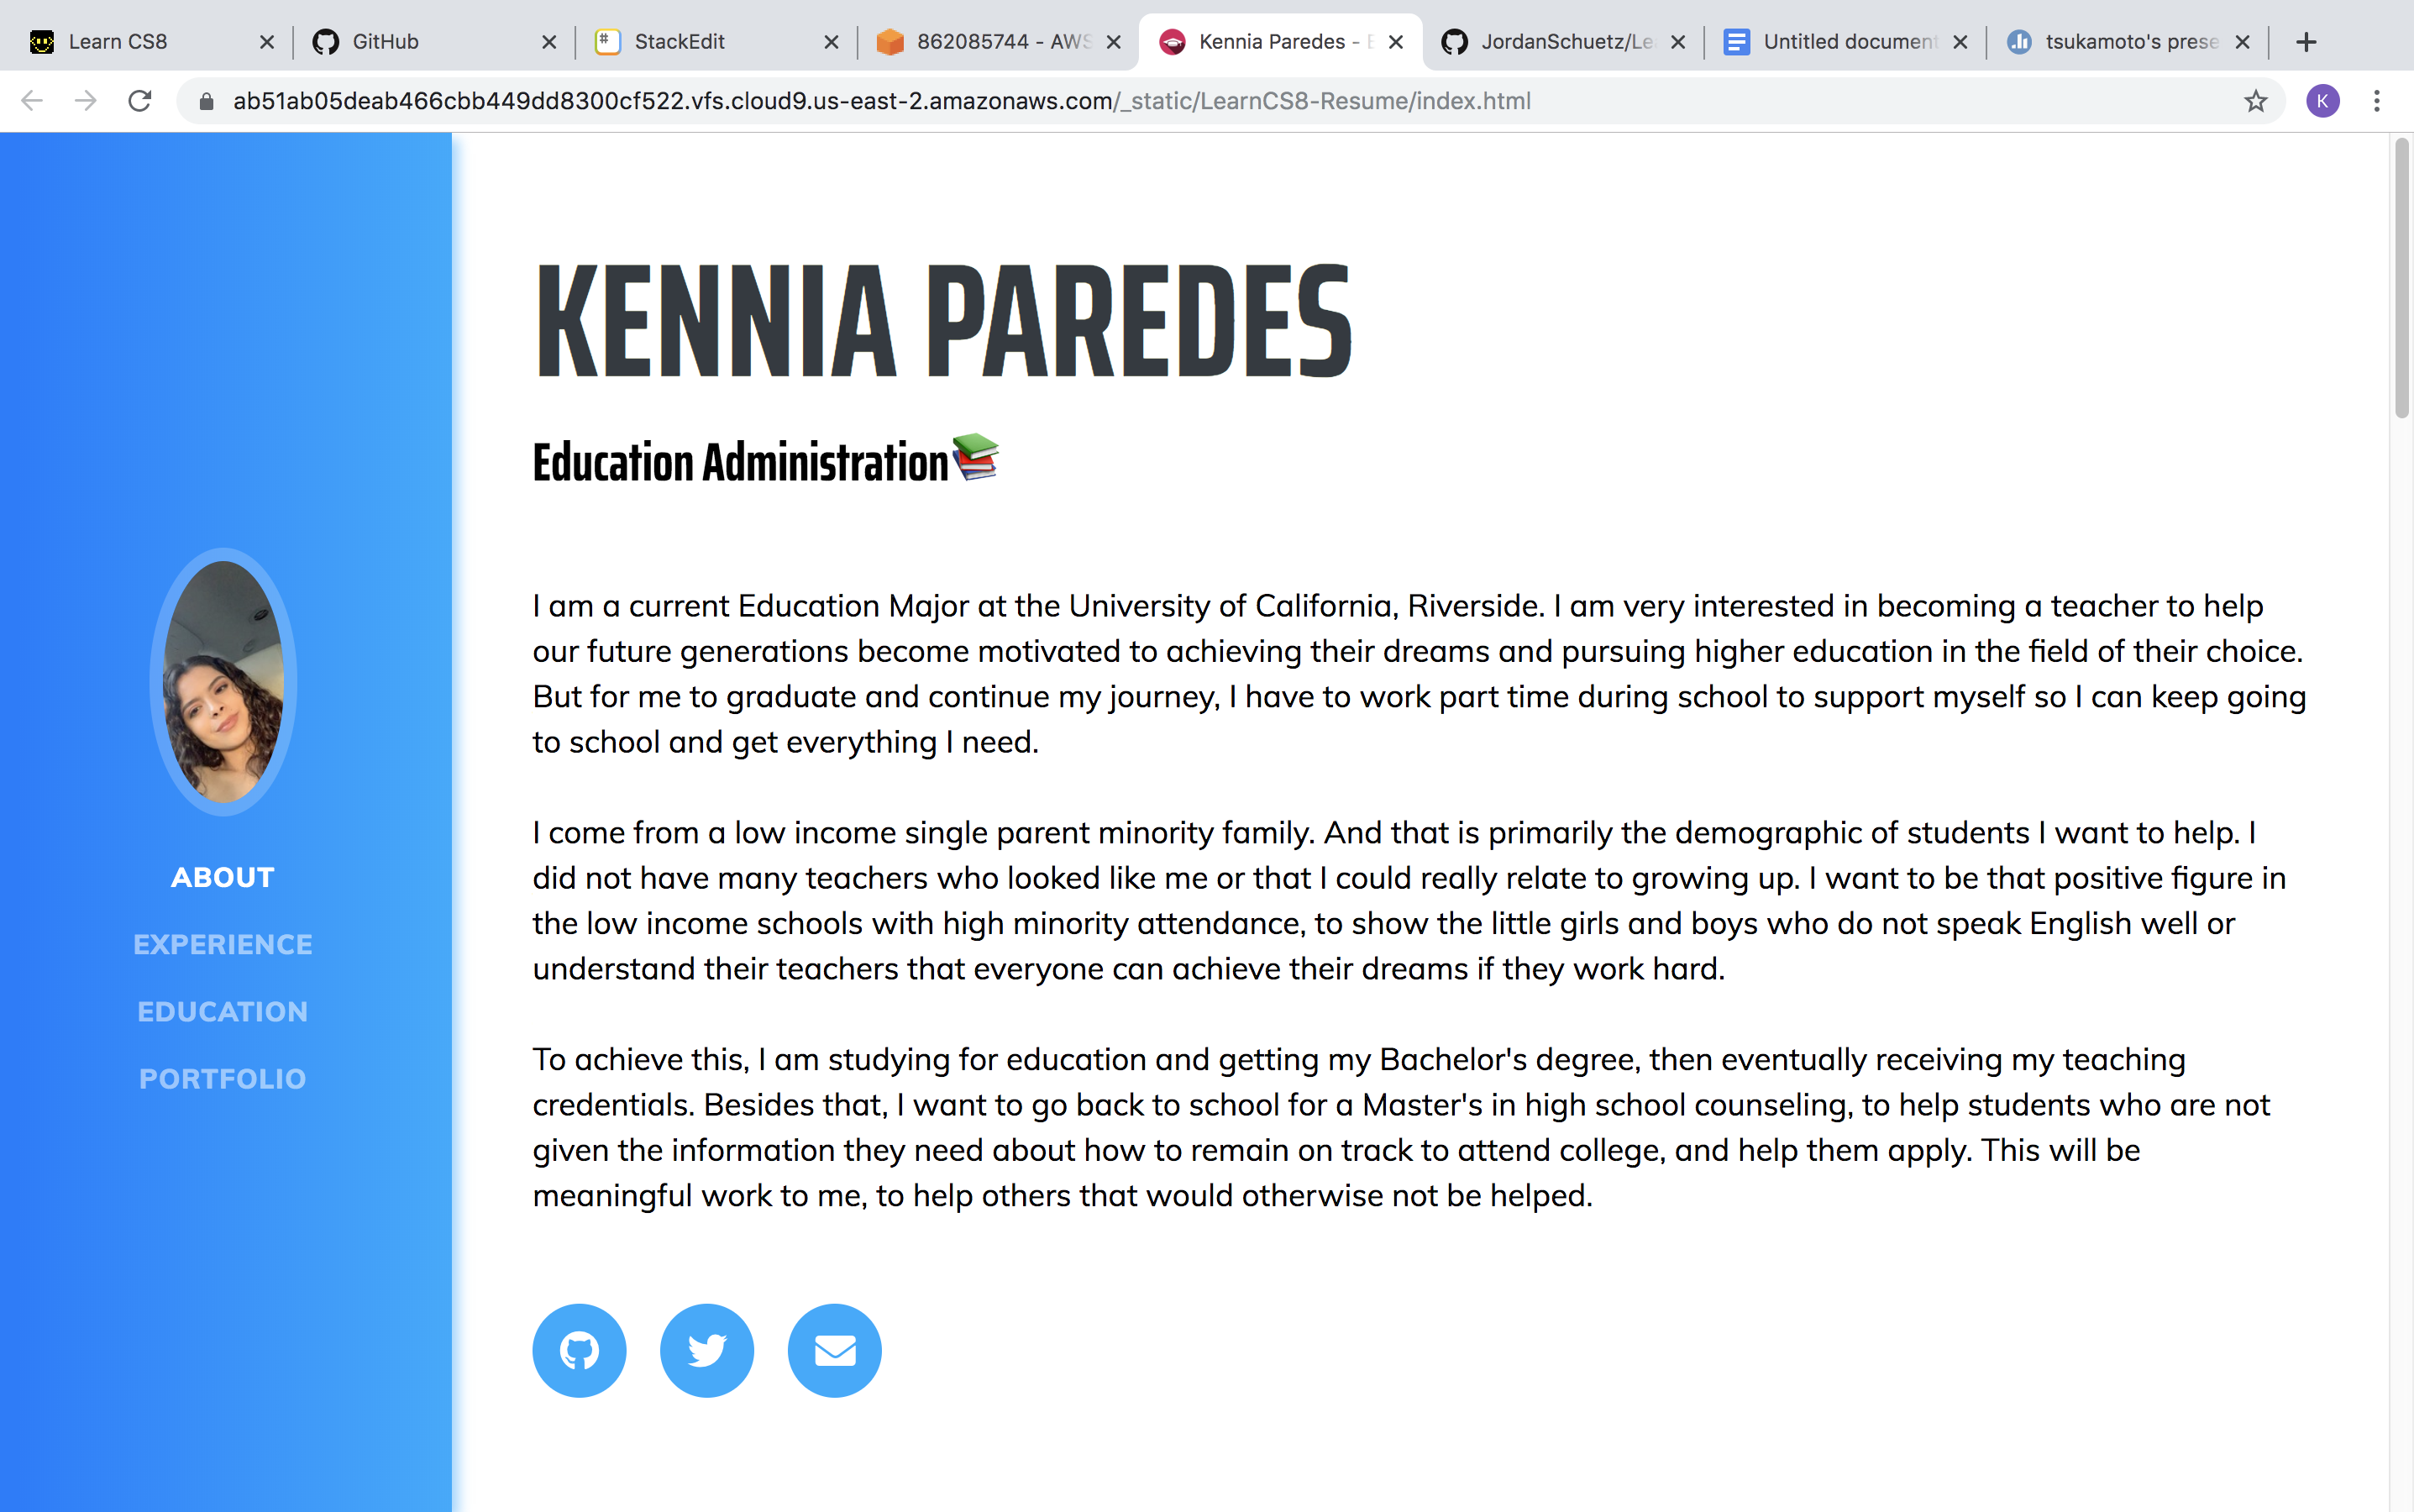 Learn CS8
GitHub
StackEdit
862085744 - AWS
Kennia Paredes -
JordanSchuetz/Le
Untitled document
tsukamoto's prese
ab51ab05deab466cbb449dd8300cf522.vfs.cloud9.us-east-2.amazonaws.com/_static/LearnCS8-Resume/index.html
K
KENNIA PAREDES
Education Administration
I am a current Education Major at the University of California, Riverside. I am very interested in becoming a teacher to help
our future generations become motivated to achieving their dreams and pursuing higher education in the field of their choice.
But for me to graduate and continue my journey, I have to work part time during school to support myself so I can keep going
to school and get everything I need.
I come from a low income single parent minority family. And that is primarily the demographic of students I want to help. I
did not have many teachers who looked like me or that I could really relate to growing up. I want to be that positive figure in
the low income schools with high minority attendance, to show the little girls and boys who do not speak English well or
understand their teachers that everyone can achieve their dreams if they work hard.
To achieve this, I am studying for education and getting my Bachelor's degree, then eventually receiving my teaching
credentials. Besides that, I want to go back to school for a Master's in high school counseling, to help students who are not
given the information they need about how to remain on track to attend college, and help them apply. This will be
meaningful work to me, to help others that would otherwise not be helped.
ABOUT
EXPERIENCE
EDUCATION
PORTFOLIO